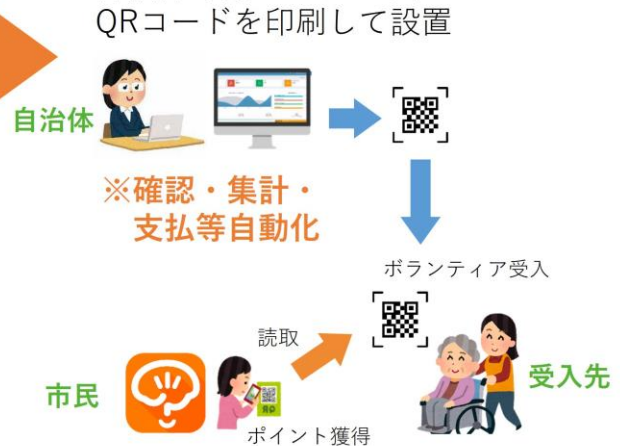 QRコードを印刷して設置
自治体
※確認・集計・
支払等自動化
ボランティア受入
読取
市民
受入先
ポイント獲得